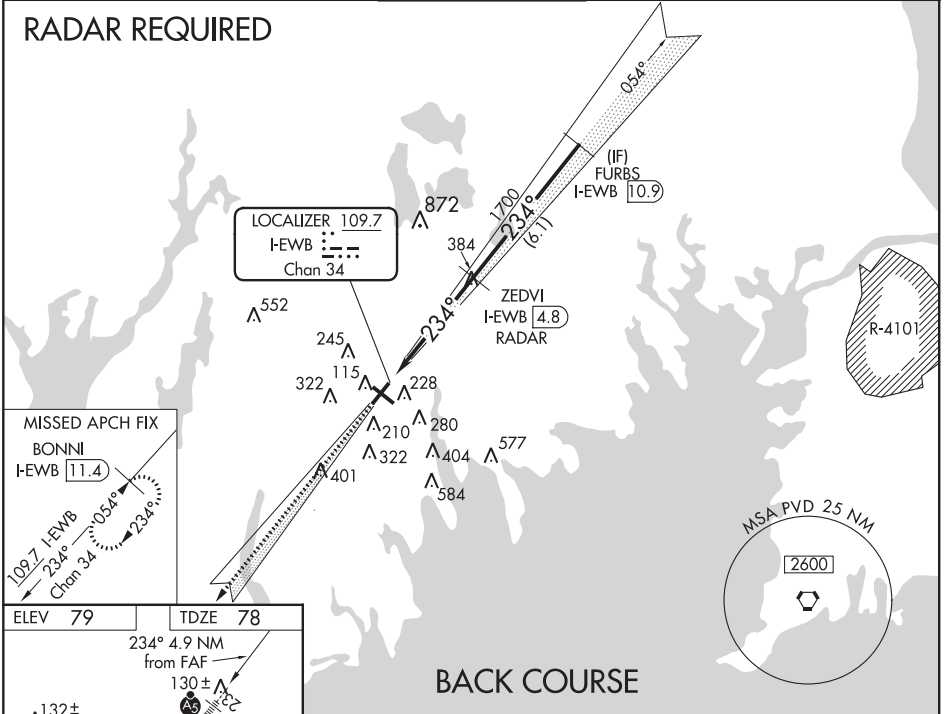 RADAR REQUIRED
054°
(IF)
FURBS
I-EWB 10.9
1700
234°
(6.1)
872
LOCALIZER 109.7
I-EWB
Chan 34
384
ZEDVI
I-EWB 4.8
RADAR
234°
552
R-4101
245
115
322
228
210
280
322
404
577
401
584
MISSED APCH FIX
BONNI
I-EWB 11.4
054°
234°
109.7 I-EWB
234°
Chan 34
MSA PVD 25 NM
2600
ELEV 79
TDZE 78
234° 4.9 NM
from FAF
130±
A5
132±
BACK COURSE